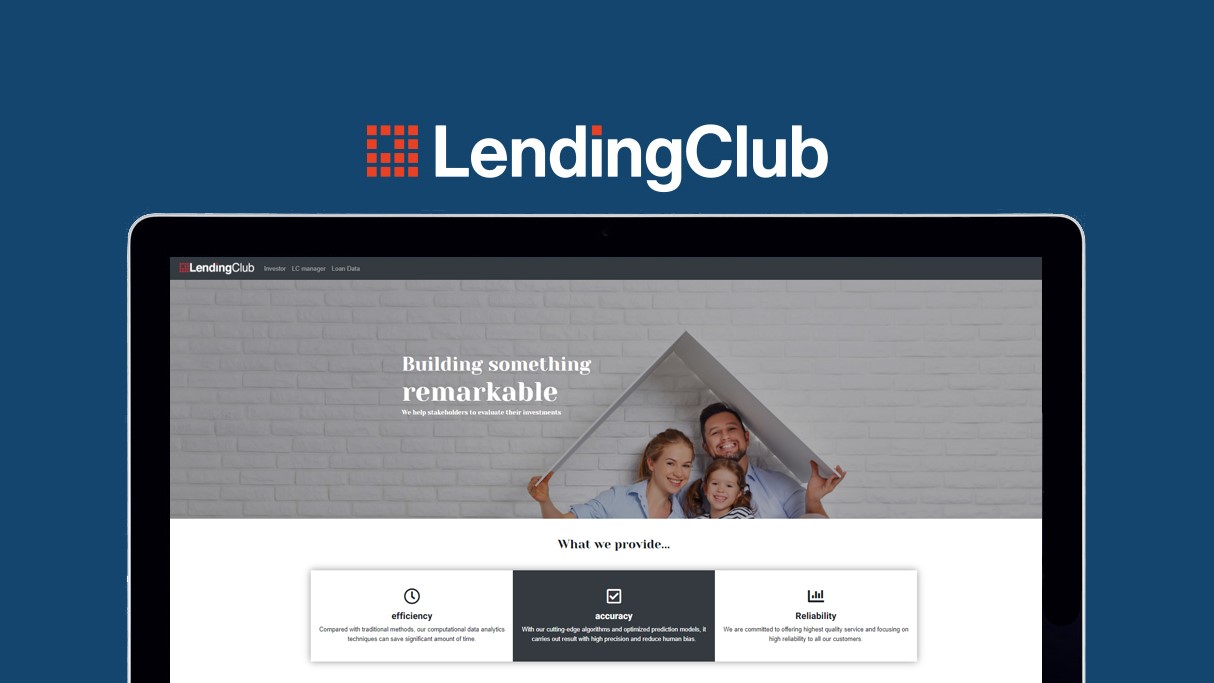 LendingClub
LendingClub Investor LC manager Loan Data
Building something
remarkable
We help stakeholders to evaluate their investments
What we provide...
efficiency
Compared with traditional methods, our computational data analytics
techniques can save significant amount of time.
accuracy
With our cutting-edge algorithms and optimized prediction models, it
carries out result with high precision and reduce human bias.
Reliability
We are committed to offering highest quality service and focusing on
high reliability to all our customers.